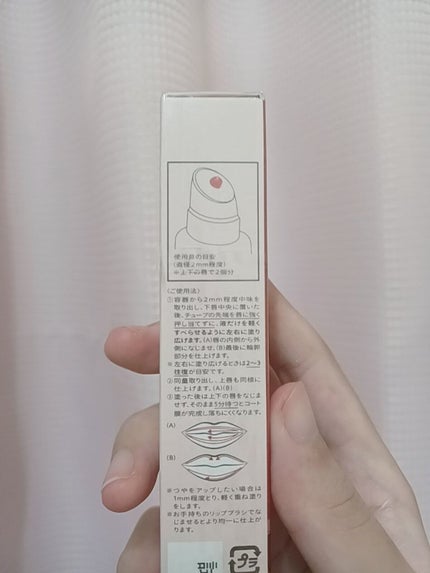 使用量の目安
(直径2mm程度)
※上下の唇で2個分
〈ご使用法〉
①容器から2mm程度中味を
取り出し、下唇中央に置いた
後、チューブの先端を唇に強く
押し当てずに、液だけを軽く
すべらせるように左右に塗り
広げます。(A)唇の内側から外
側になじませ、(B)最後に輪郭
部分を仕上げます。
※左右に塗り広げるときは2~3
往復が目安です。
②同量取り出し、上唇も同様に
仕上げます。(A)(B)
③塗った後は上下の唇をなじま
せず、そのまま5分待つとコート
膜が完成し落ちにくくなります。
(A)
(B)
※つやをアップしたい場合は
1mm程度とり、軽く重ね塗り
をします。
※お手持ちのリップブラシでな
じませるとより均一に仕上が
ります。
プラ